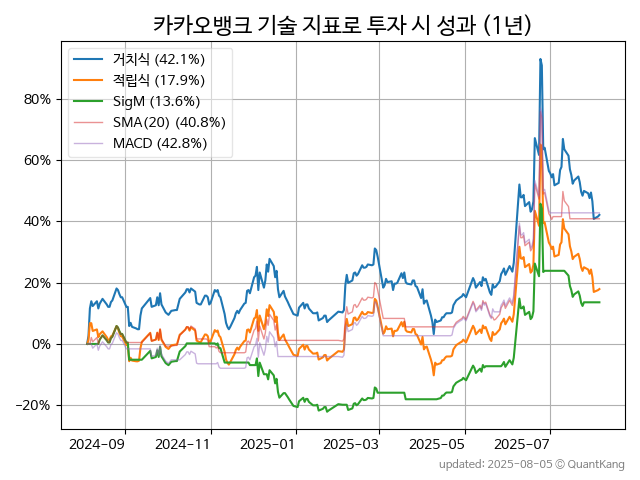 카카오뱅크 기술 지표로 투자 시 성과 (1년)
거치식 (42.1%)
적립식 (17.9%)
SigM (13.6%)
SMA(20) (40.8%)
MACD (42.8%)
80%
60%
40%
20%
0%
−20%
2024−09
2024−11
2025−01
2025−03
2025−05
2025−07
updated: 2025-08-05 © QuantKang